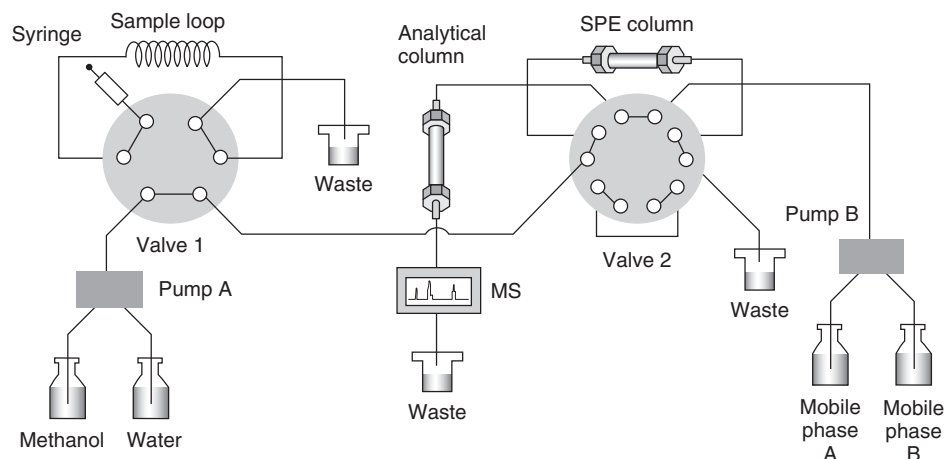 Syringe
Sample loop
Analytical
column
SPE column
Waste
Valve 1
Pump A
Methanol
Water
MS
Waste
Valve 2
Waste
Pump B
Mobile
phase
A
Mobile
phase
B